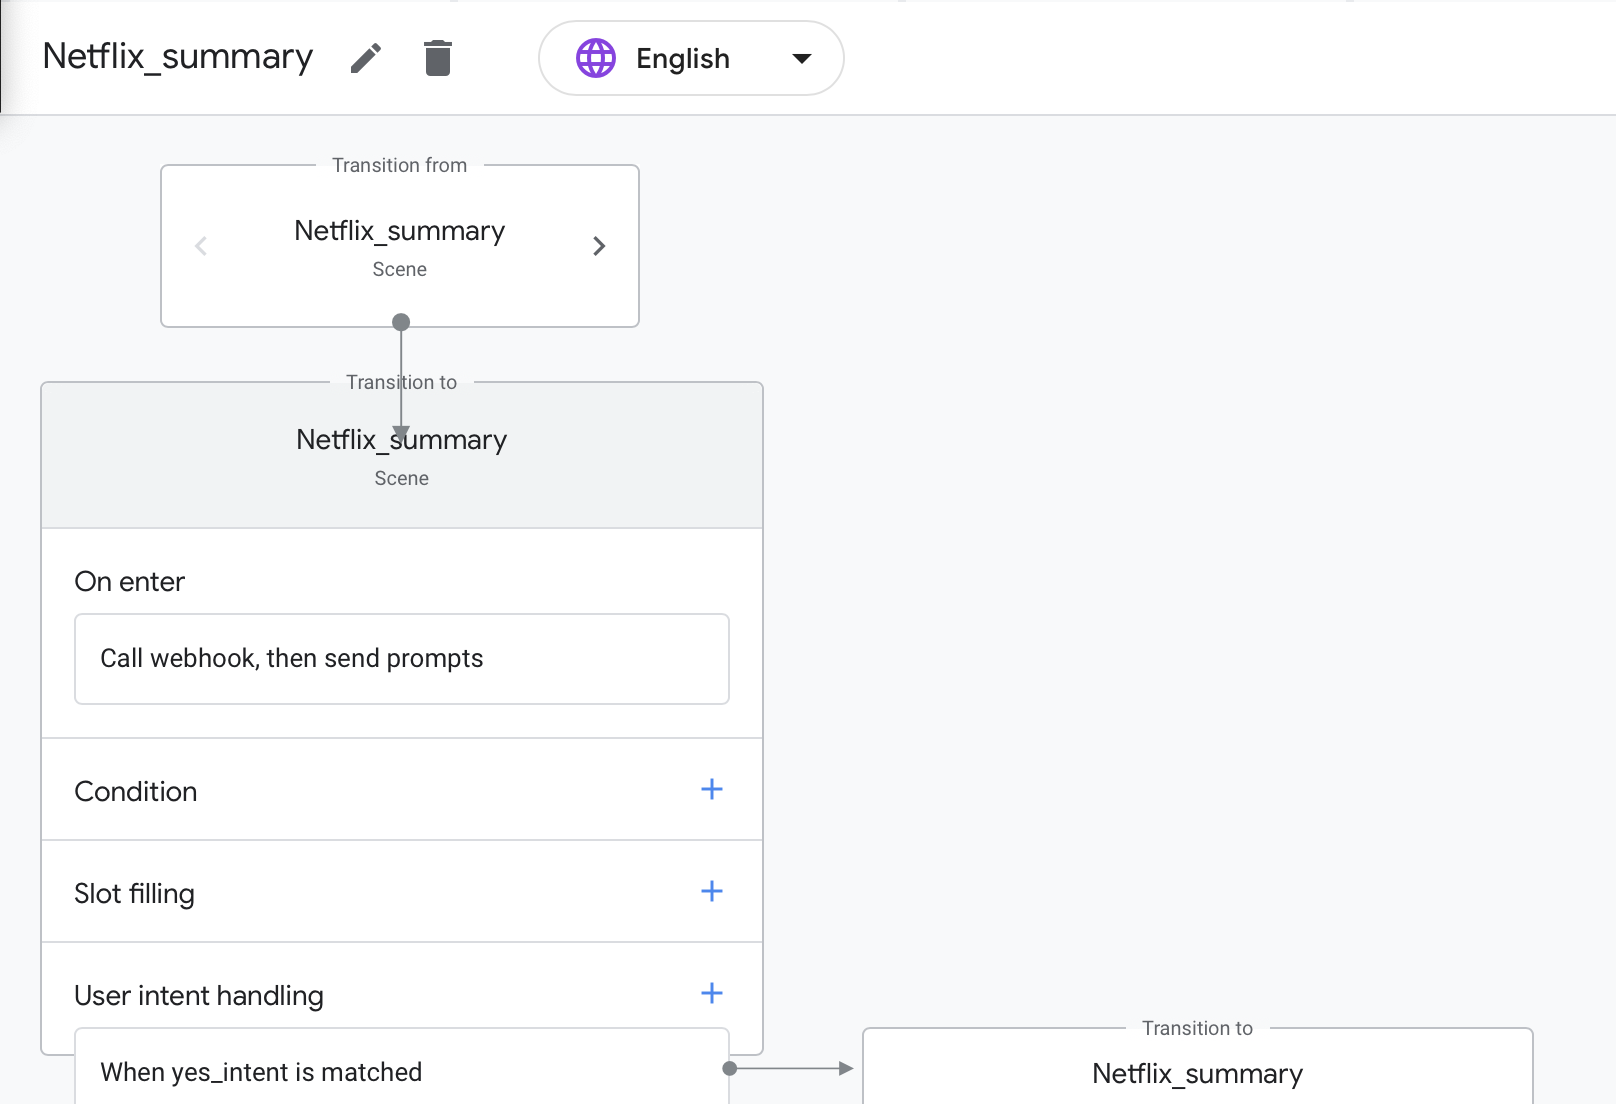 Netflix_summary
English
Transition from
Netflix_summary
Scene
Transition to
Netflix_summary
Scene
On enter
Call webhook, then send prompts
Condition
Slot filling
User intent handling
When yes_intent is matched
Transition to
Netflix_summary